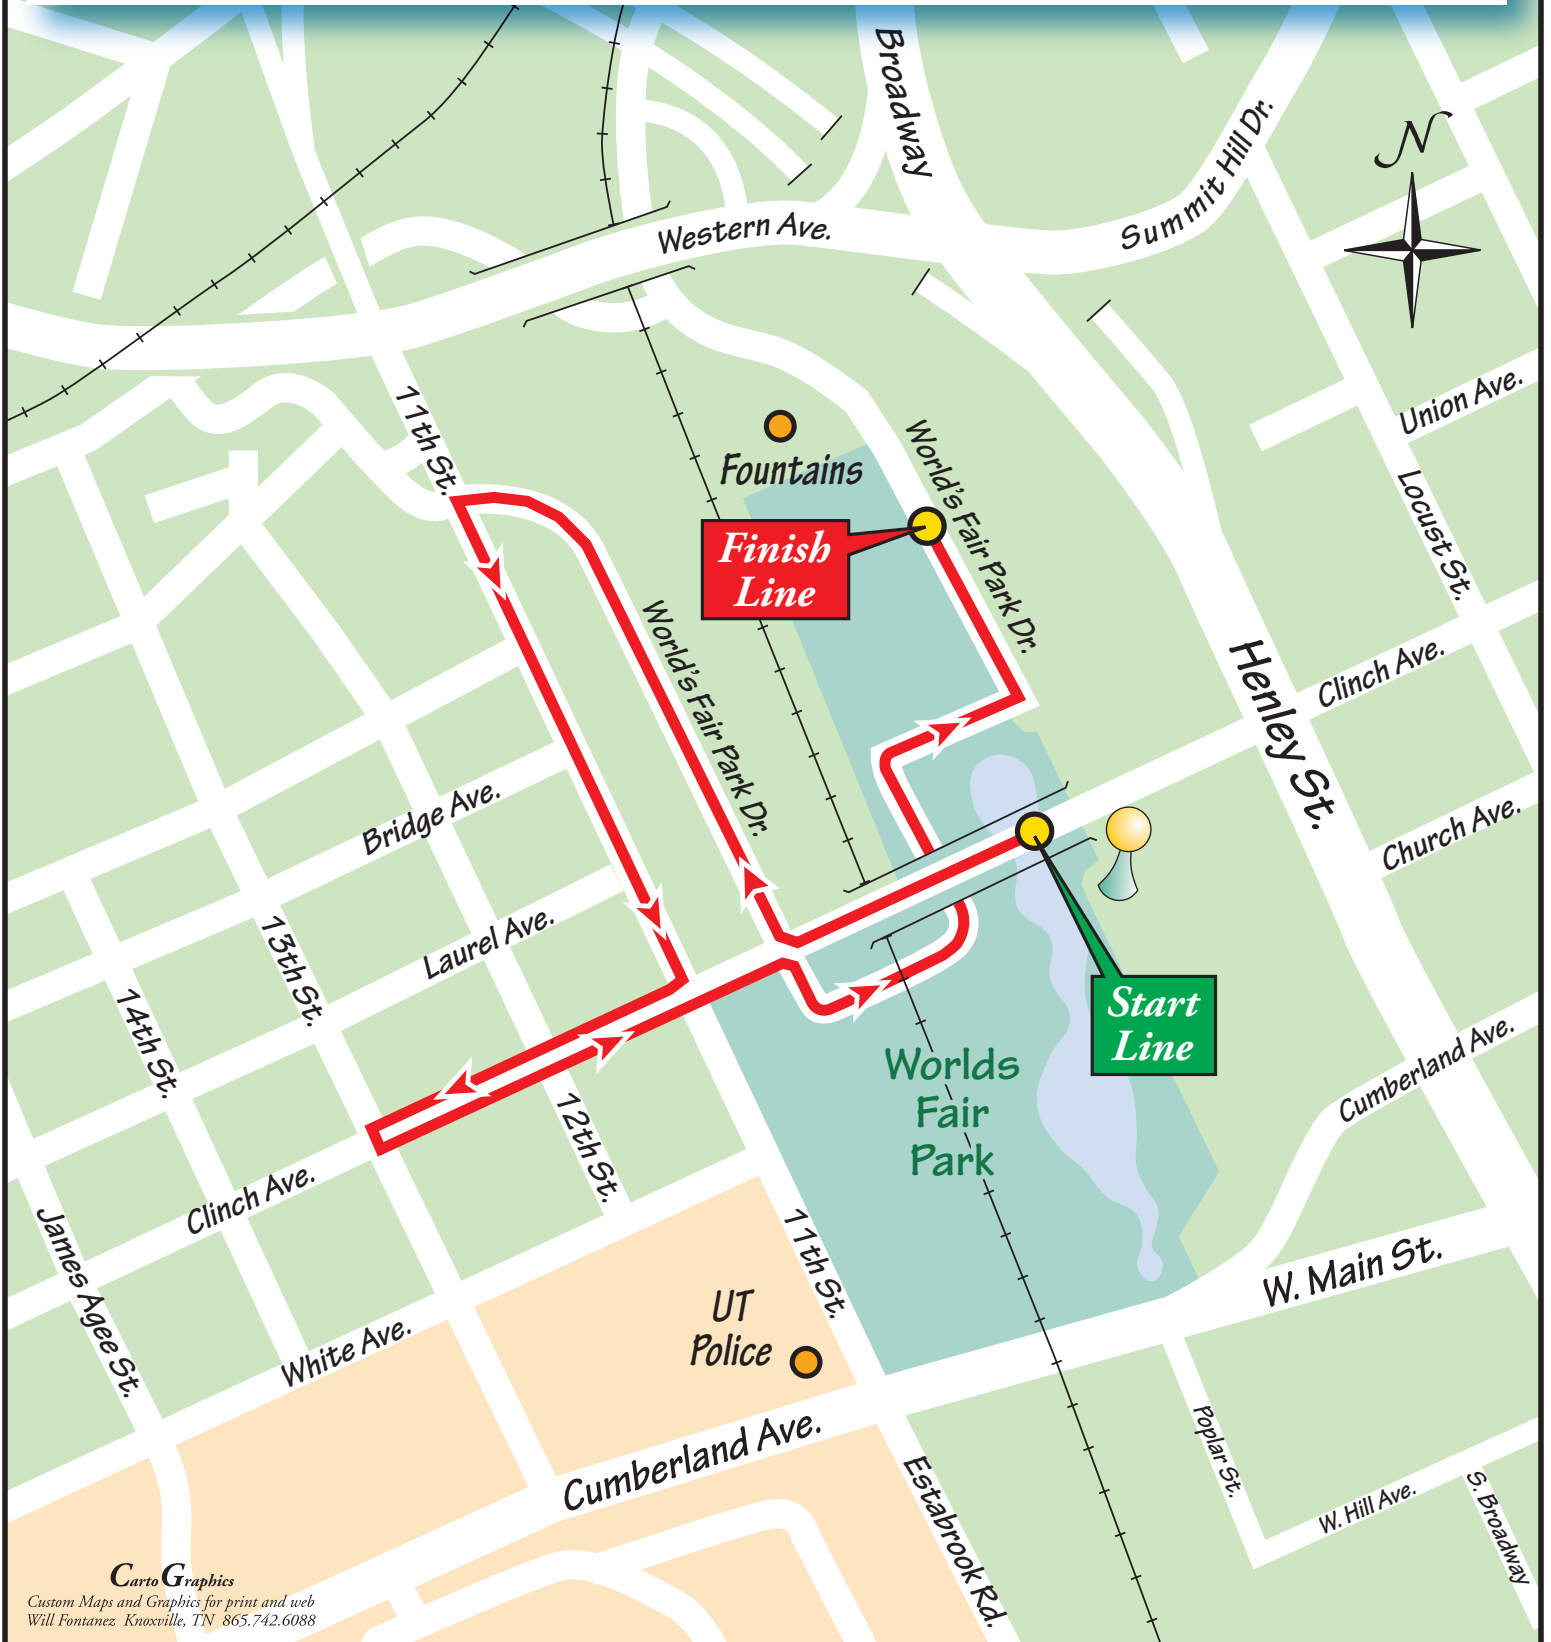 Broadway
Summit Hill Dr.
N
Western Ave.
11th St.
Union Ave.
Fountains
World's Fair Park Dr.
Locust St.
Finish
Line
World's Fair Park Dr.
Henley St.
Clinch Ave.
Bridge Ave.
Church Ave.
Laurel Ave.
13th St.
14th St.
Start
Line
Worlds
Fair
Park
Cumberland Ave.
12th St.
Clinch Ave.
James Agee St.
11th St.
W. Main St.
UT
Police
White Ave.
Cumberland Ave.
Poplar St.
Estabrook Rd.
W. Hill Ave.
S. Broadway
Carto Graphics
Custom Maps and Graphics for print and web
Will Fontanez Knoxville, TN 865.742.6088